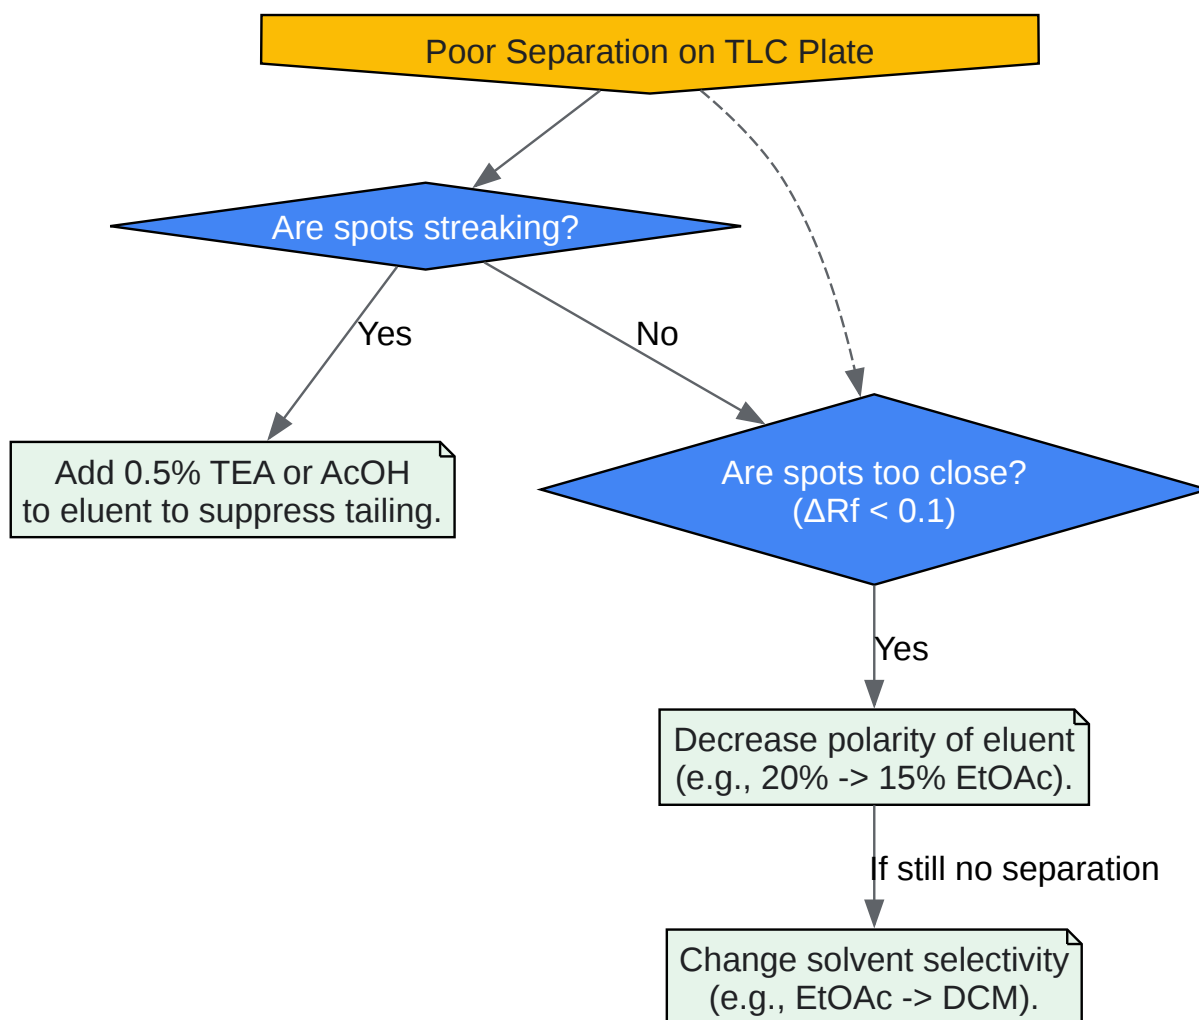 Poor Separation on TLC Plate
Are spots streaking?
Yes
No
Add 0.5% TEA or AcOH
to eluent to suppress tailing.
Are spots too close?
(ΔRf < 0.1)
Yes
Decrease polarity of eluent
(e.g., 20% -> 15% EtOAc).
If still no separation
Change solvent selectivity
(e.g., EtOAc -> DCM).